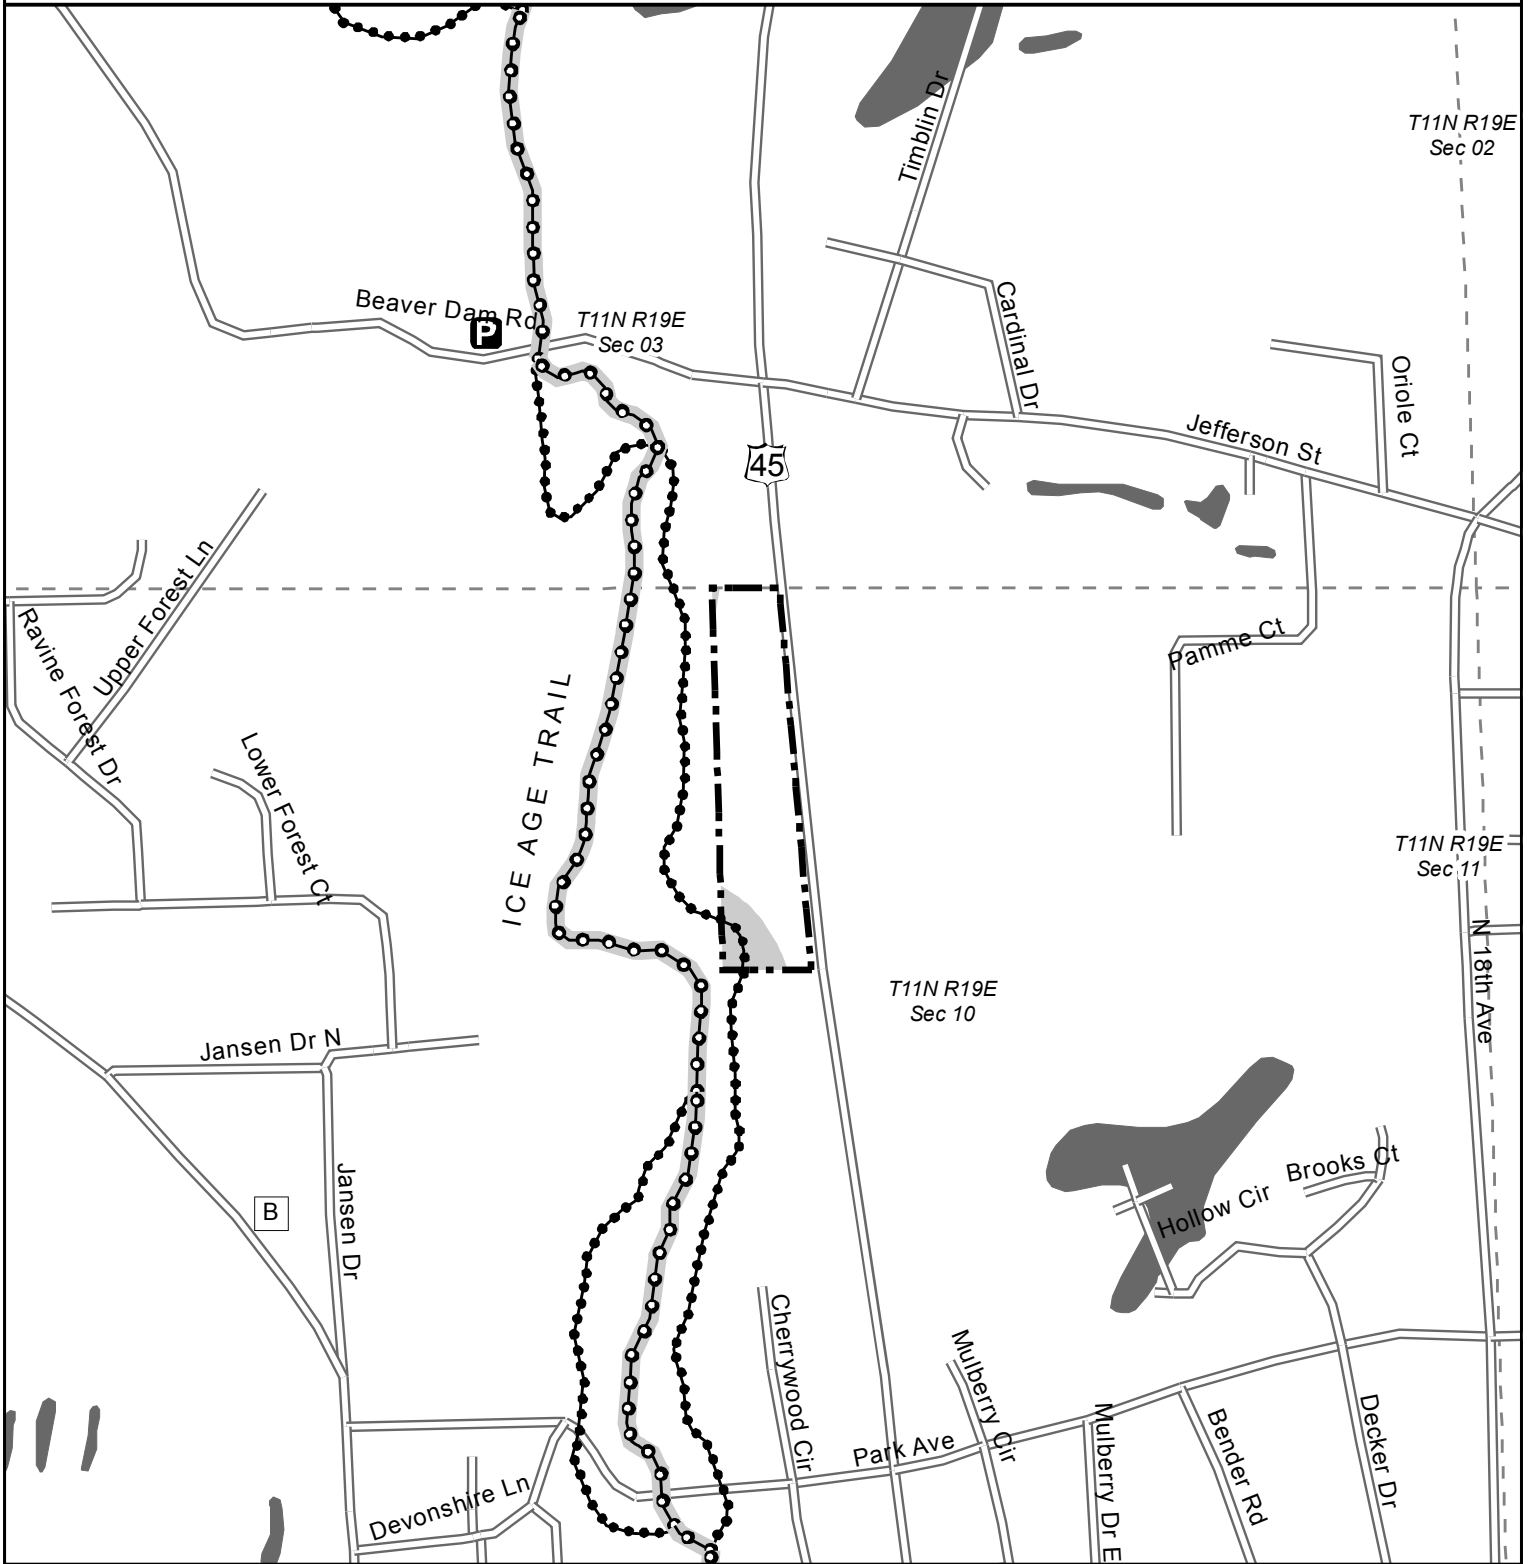 Timblin Dr
T11N R19E
Sec 02
Beaver Dam Rd
P
T11N R19E
Sec 03
Cardinal Dr
Oriole Ct
Jefferson St
45
Upper Forest Ln
Ravine Forest Dr
Pamme Ct
ICE AGE TRAIL
Lower Forest Ct
T11N R19E
Sec 11
N 18th Ave
T11N R19E
Sec 10
Jansen Dr N
Jansen Dr
B
Brooks Ct
Hollow Cir
Cherrywood Cir
Mulberry Cir
Park Ave
Mulberry Dr E
Bender Rd
Decker Dr
Devonshire Ln